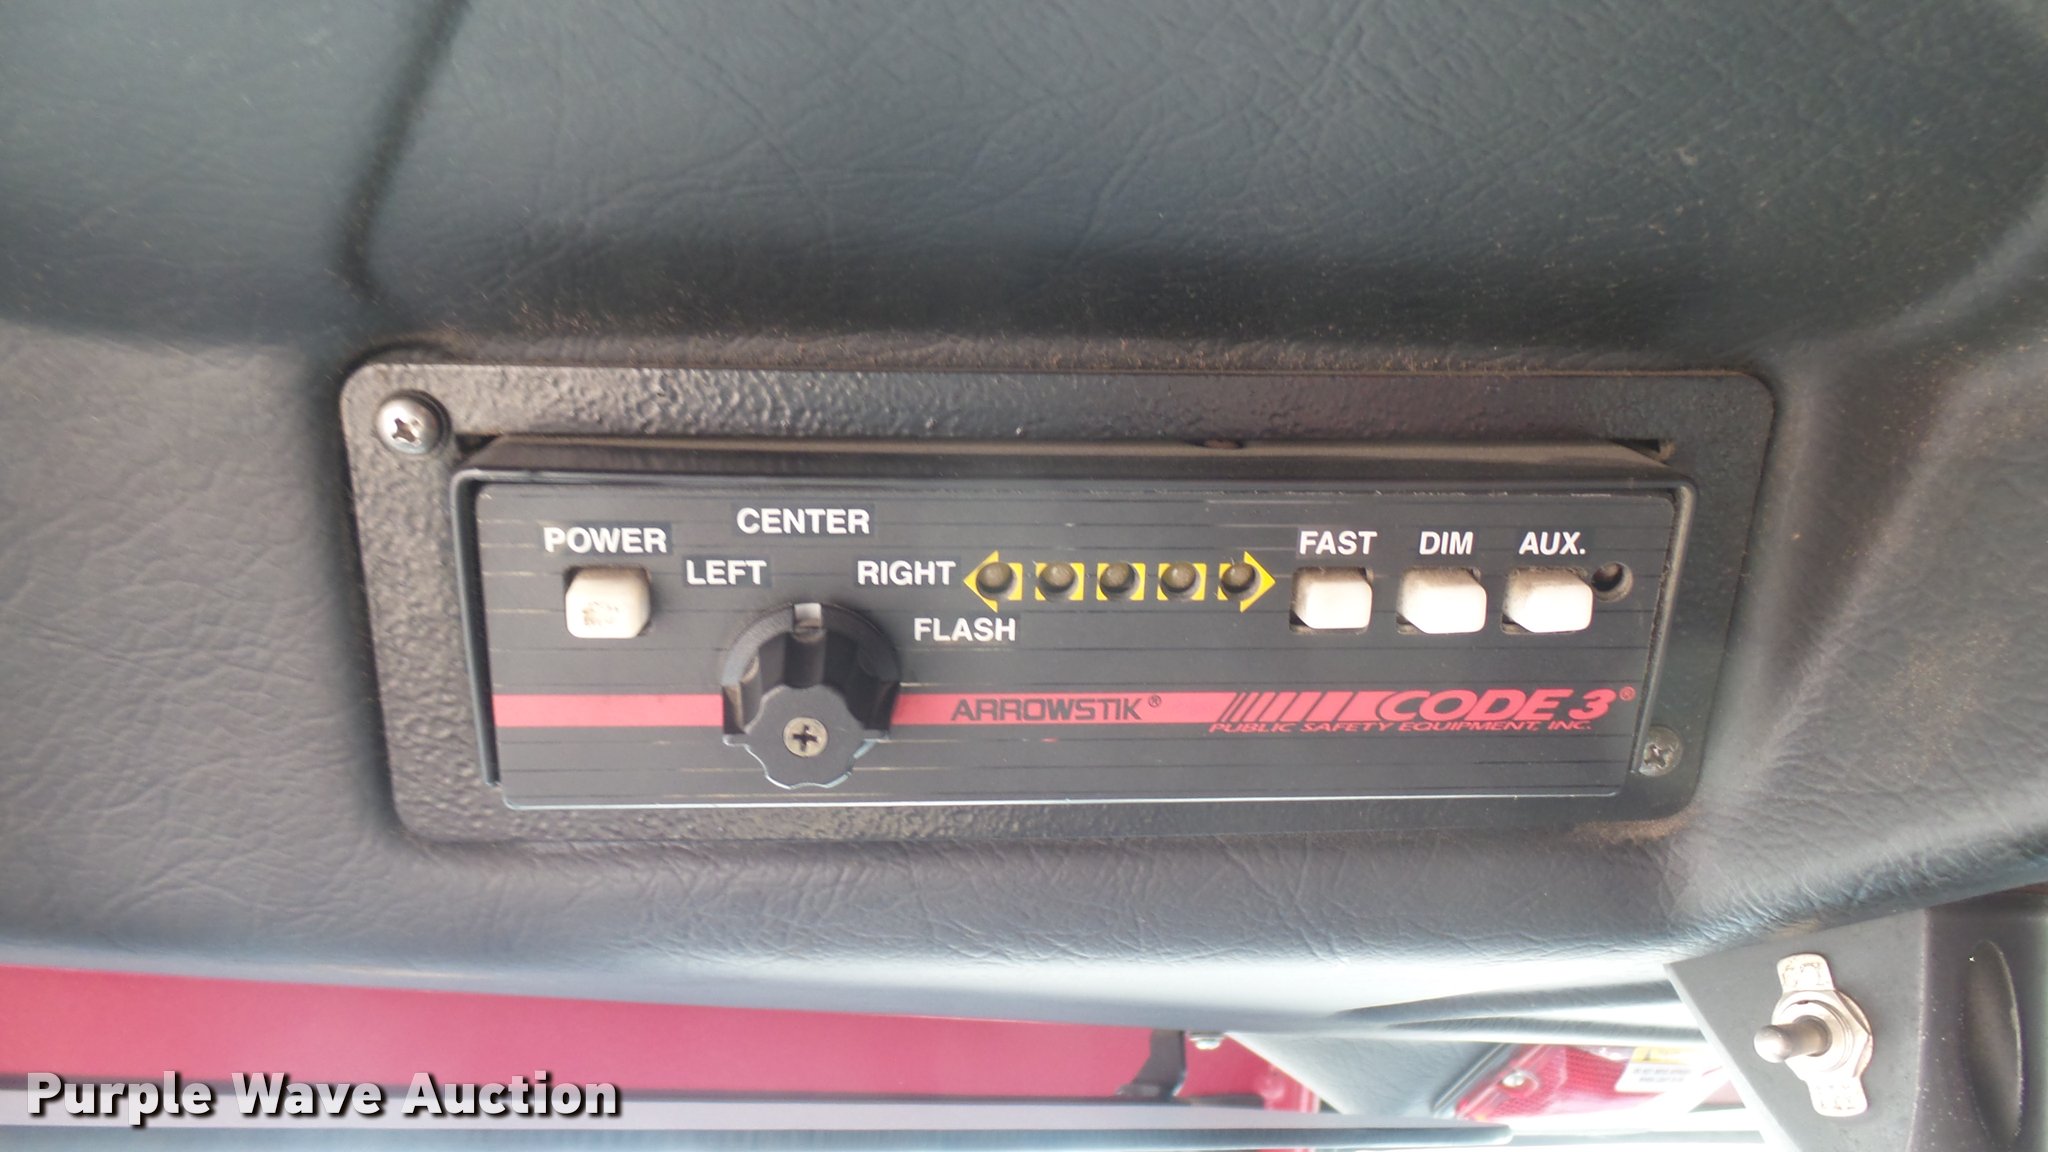 CENTER
POWER
LEFT
RIGHT
FLASH
FAST
DIM
AUX.
ARROWSTIK®
CODE 3®
PUBLIC SAFETY EQUIPMENT, INC.
Purple Wave Auction